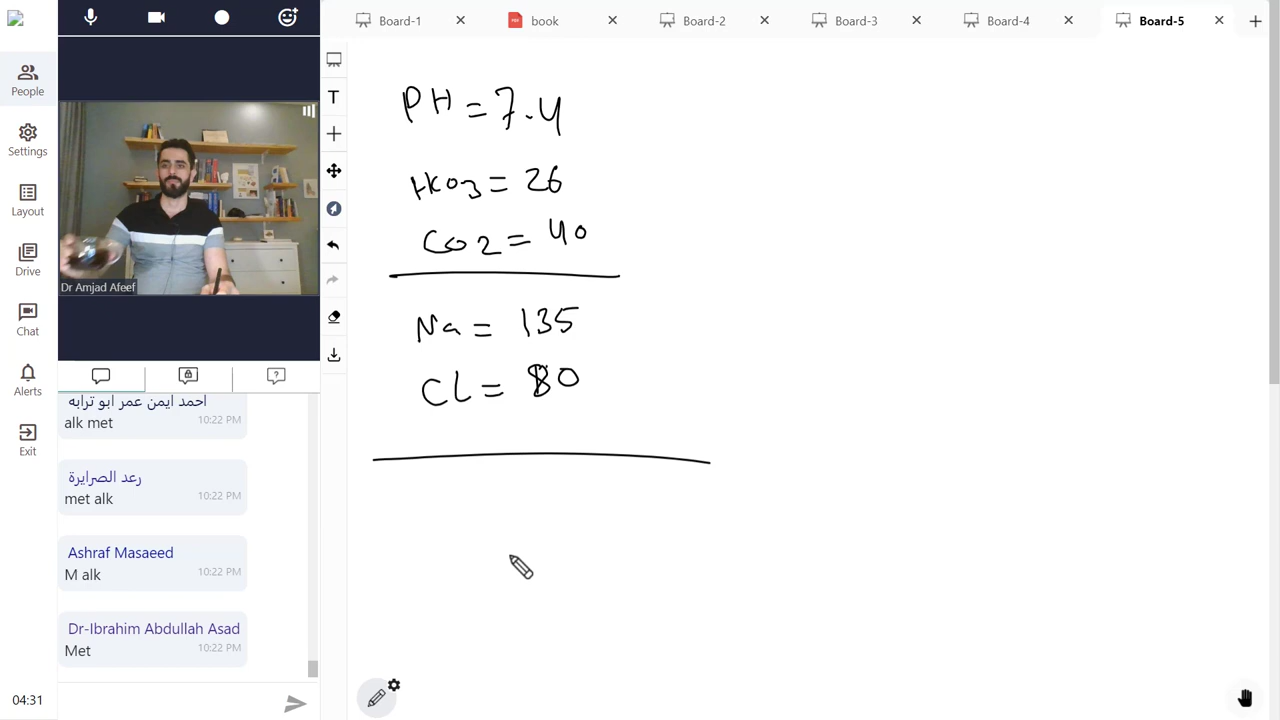 Board-1
book
Board-2
Board-3
Board-4
Board-5
People
Settings
Layout
Drive
Chat
Alerts
Exit
04:31
Dr Amjad Afeef
احمد ايمن عمر ابو ترابه
alk met
10:22 PM
رعد الصرايرة
met alk
10:22 PM
Ashraf Masaeed
M alk
10:22 PM
Dr-Ibrahim Abdullah Asad
Met
10:22 PM
T
PH = 7.4
HCO3 = 26
CO2 = 40
Na = 135
CL = 80